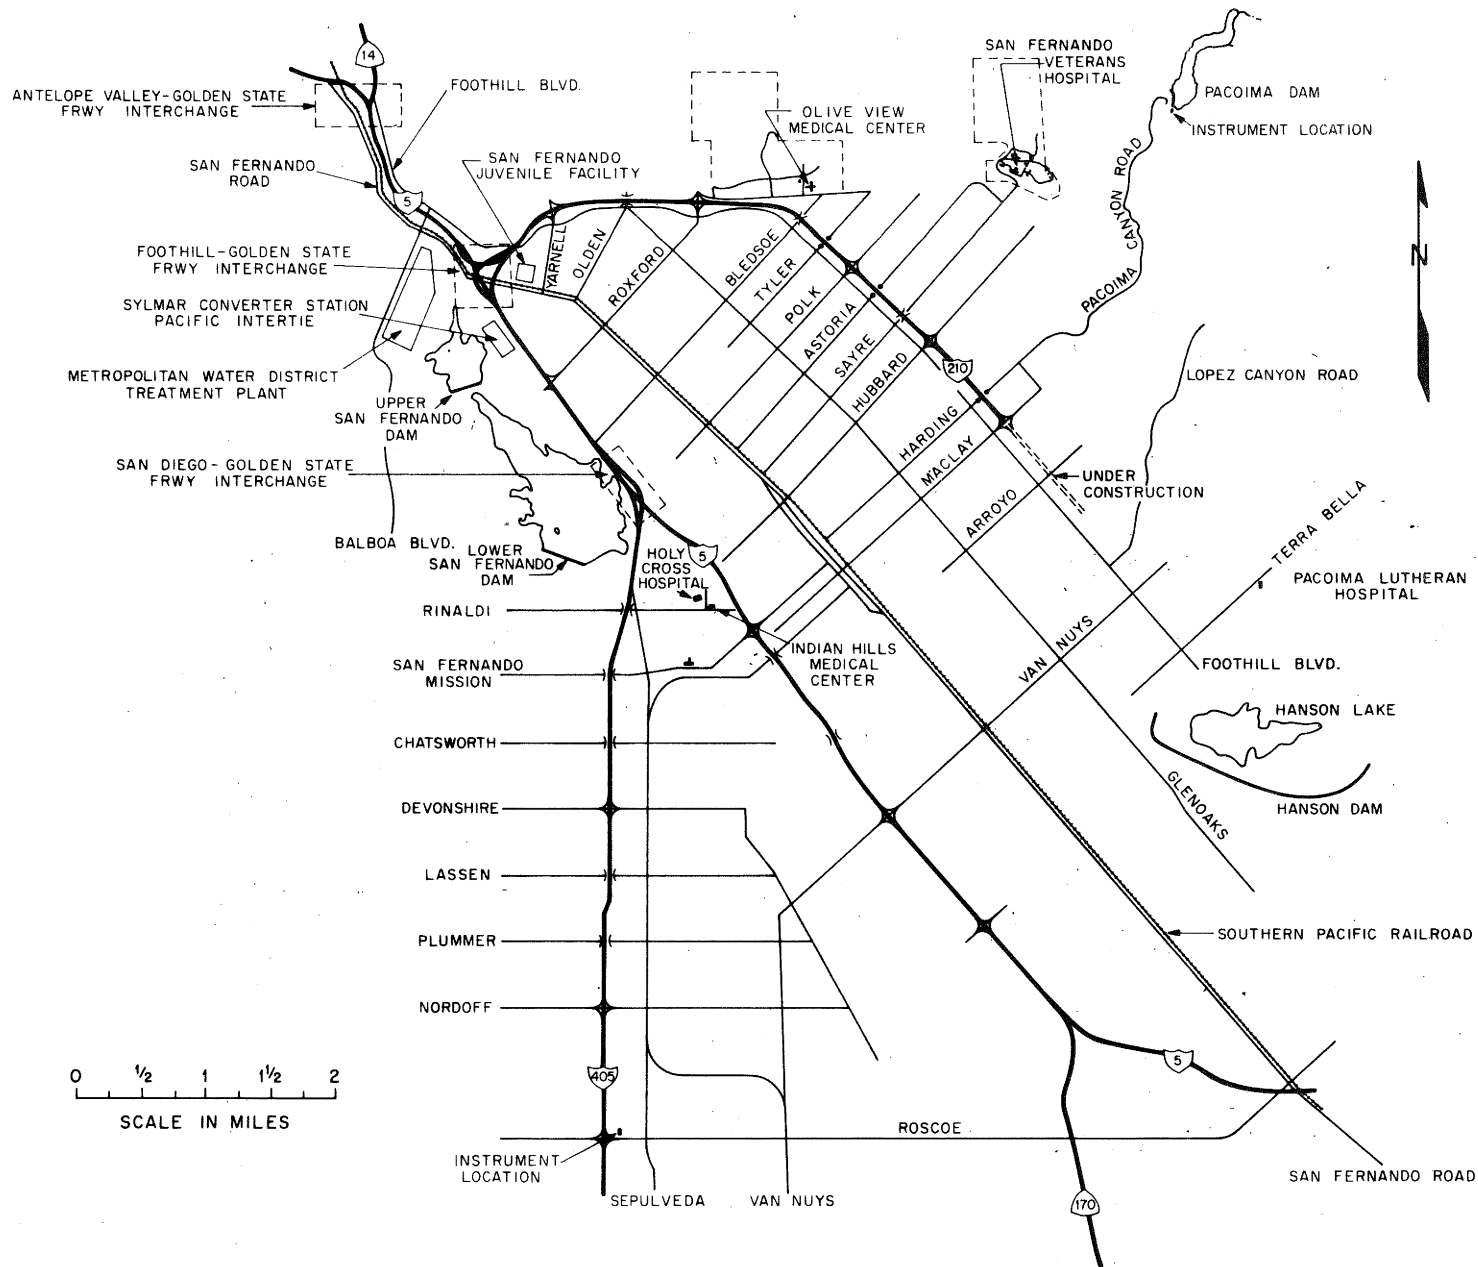 14
SAN FERNANDO
VETERANS
HOSPITAL
FOOTHILL BLVD.
ANTELOPE VALLEY-GOLDEN STATE
FRWY INTERCHANGE
PACOIMA DAM
OLIVE VIEW
MEDICAL CENTER
INSTRUMENT LOCATION
SAN FERNANDO
ROAD
SAN FERNANDO
JUVENILE FACILITY
5
PACOIMA CANYON ROAD
N
FOOTHILL-GOLDEN STATE
FRWY INTERCHANGE
YARNELL
OLDEN
ROXFORD
BLEDSOE
TYLER
POLK
ASTORIA
SAYRE
HUBBARD
SYLMAR CONVERTER STATION
PACIFIC INTERTIE
210
METROPOLITAN WATER DISTRICT
TREATMENT PLANT
LOPEZ CANYON ROAD
UPPER
SAN FERNANDO
DAM
HARDING
MACLAY
ARROYO
SAN DIEGO-GOLDEN STATE
FRWY INTERCHANGE
UNDER
CONSTRUCTION
TERRA BELLA
BALBOA BLVD.
LOWER
SAN FERNANDO
DAM
HOLY
CROSS
HOSPITAL
5
PACOIMA LUTHERAN
HOSPITAL
RINALDI
INDIAN HILLS
MEDICAL
CENTER
VAN NUYS
FOOTHILL BLVD.
SAN FERNANDO
MISSION
HANSON LAKE
CHATSWORTH
GLENOAKS
DEVONSHIRE
HANSON DAM
LASSEN
PLUMMER
SOUTHERN PACIFIC RAILROAD
NORDOFF
5
405
0 1/2 1 1 1/2 2
SCALE IN MILES
ROSCOE
INSTRUMENT
LOCATION
SAN FERNANDO ROAD
SEPULVEDA
VAN NUYS
170